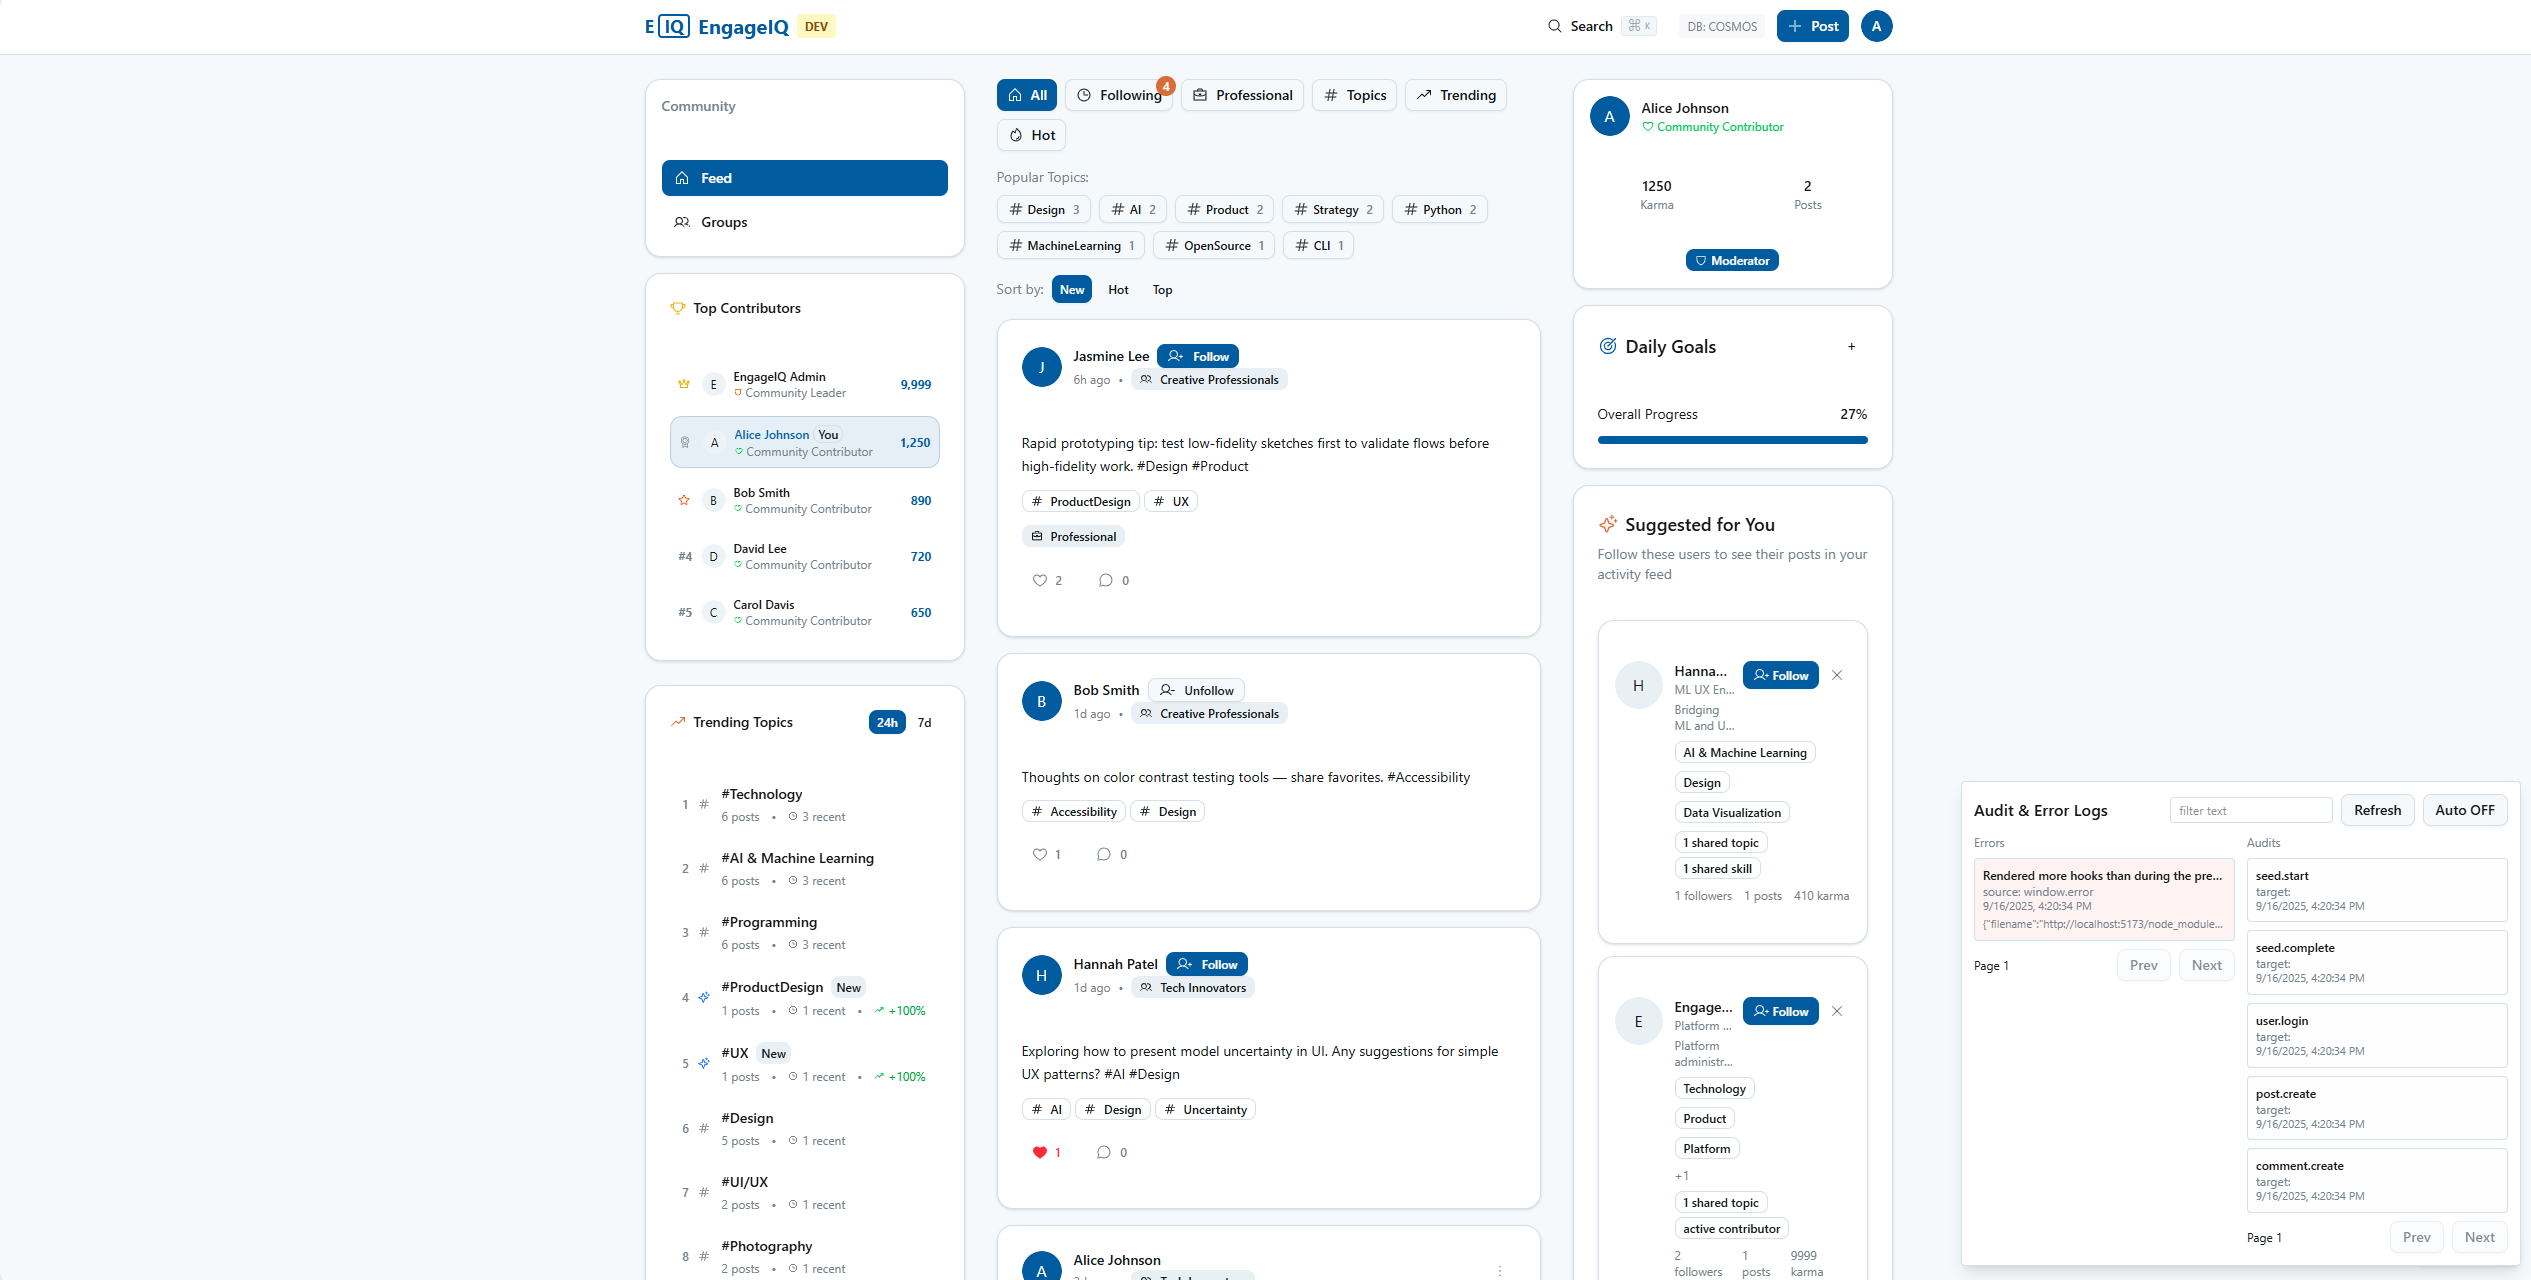 E IQ EngageIQ DEV
Search ⌘ K DB: COSMOS Post A
Community
Feed
Groups
Top Contributors
E EngageIQ Admin 9,999
Community Leader
A Alice Johnson You 1,250
Community Contributor
B Bob Smith 890
Community Contributor
#4 D David Lee 720
Community Contributor
#5 C Carol Davis 650
Community Contributor
Trending Topics 24h 7d
1 # #Technology
6 posts • 3 recent
2 # #AI & Machine Learning
6 posts • 3 recent
3 # #Programming
6 posts • 3 recent
4 #ProductDesign New
1 posts • 1 recent • +100%
5 #UX New
1 posts • 1 recent • +100%
6 # #Design
5 posts • 1 recent
7 # #UI/UX
2 posts • 1 recent
8 # #Photography
2 posts • 1 recent
All Following 4 Professional # Topics Trending
Hot
Popular Topics:
# Design 3 # AI 2 # Product 2 # Strategy 2 # Python 2
# MachineLearning 1 # OpenSource 1 # CLI 1
Sort by: New Hot Top
J Jasmine Lee Follow
6h ago • Creative Professionals
Rapid prototyping tip: test low-fidelity sketches first to validate flows before
high-fidelity work. #Design #Product
# ProductDesign # UX
Professional
2 0
B Bob Smith Unfollow
1d ago • Creative Professionals
Thoughts on color contrast testing tools — share favorites. #Accessibility
# Accessibility # Design
1 0
H Hannah Patel Follow
1d ago • Tech Innovators
Exploring how to present model uncertainty in UI. Any suggestions for simple
UX patterns? #AI #Design
# AI # Design # Uncertainty
1 0
A Alice Johnson
A Alice Johnson
Community Contributor
1250 2
Karma Posts
Moderator
Daily Goals +
Overall Progress 27%
Suggested for You
Follow these users to see their posts in your
activity feed
H Hanna... Follow
ML UX En...
Bridging
ML and U...
AI & Machine Learning
Design
Data Visualization
1 shared topic
1 shared skill
1 followers 1 posts 410 karma
E Engage... Follow
Platform ...
Platform
administr...
Technology
Product
Platform
+1
1 shared topic
active contributor
2 1 9999
followers posts karma
Audit & Error Logs filter text Refresh Auto OFF
Errors
Rendered more hooks than during the pre...
source: window.error
9/16/2025, 4:20:34 PM
{"filename":"http://localhost:5173/node_module...
Page 1 Prev Next
Audits
seed.start
target:
9/16/2025, 4:20:34 PM
seed.complete
target:
9/16/2025, 4:20:34 PM
user.login
target:
9/16/2025, 4:20:34 PM
post.create
target:
9/16/2025, 4:20:34 PM
comment.create
target:
9/16/2025, 4:20:34 PM
Page 1 Prev Next